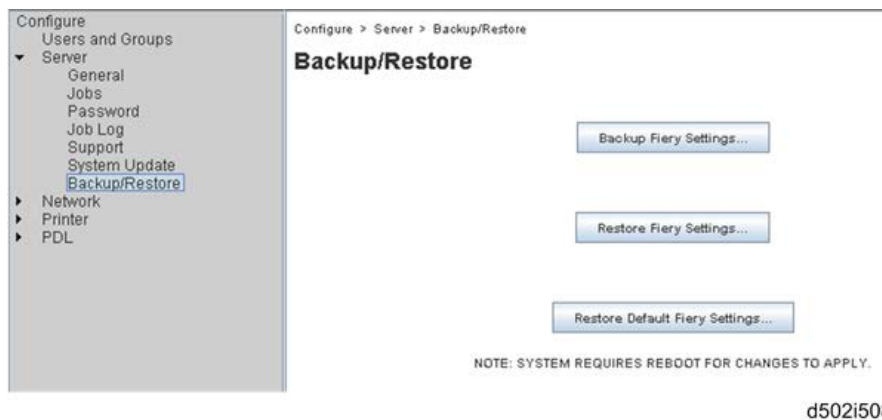 Configure
Users and Groups
Server
General
Jobs
Password
Job Log
Support
System Update
Backup/Restore
Network
Printer
PDL
Configure > Server > Backup/Restore
Backup/Restore
Backup Fiery Settings...
Restore Fiery Settings...
Restore Default Fiery Settings...
NOTE: SYSTEM REQUIRES REBOOT FOR CHANGES TO APPLY.
d502i50